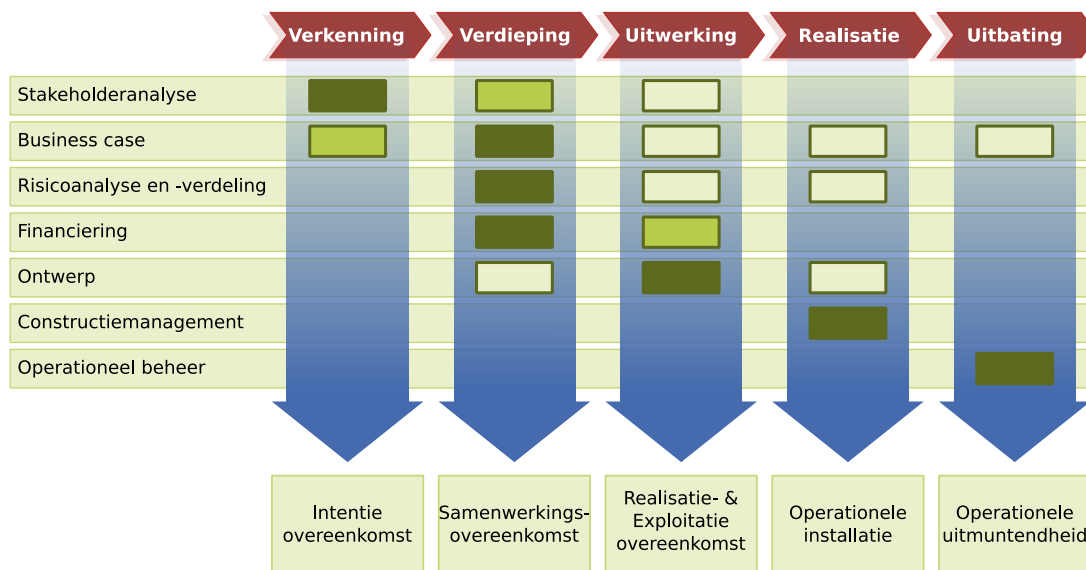 Verkenning
Verdieping
Uitwerking
Realisatie
Uitbating
Stakeholderanalyse
Business case
Risicoanalyse en -verdeling
Financiering
Ontwerp
Constructiemanagement
Operationeel beheer
Intentie
overeenkomst
Samenwerkings-
overeenkomst
Realisatie- &
Exploitatie
overeenkomst
Operationele
installatie
Operationele
uitmuntendheid